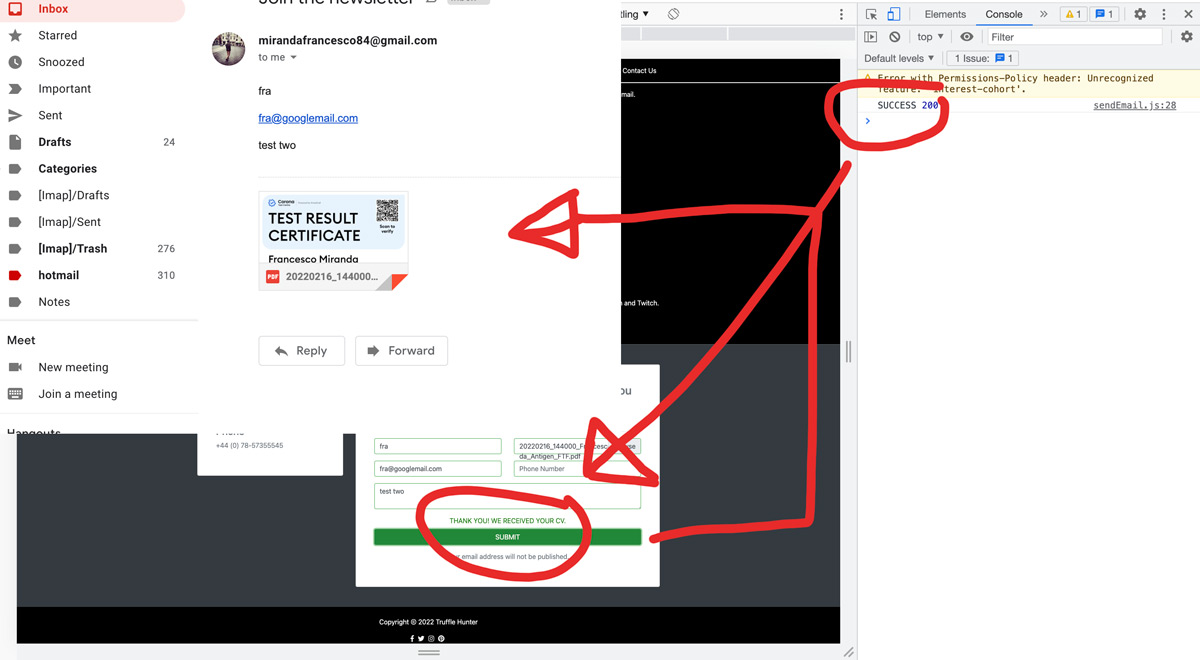 Inbox
Starred
Snoozed
Important
Sent
Drafts 24
Categories
[Imap]/Drafts
[Imap]/Sent
[Imap]/Trash 276
hotmail 310
Notes
Meet
New meeting
Join a meeting
Hangouts
Join the newsletter
mirandafrancesco84@gmail.com
to me
fra
fra@googlemail.com
test two
Corona
TEST RESULT
CERTIFICATE
Scan to
verify
Francesco Miranda
PDF 20220216_144000...
Reply Forward
Contact Us
and Twitch.
Phone
+44 (0) 78-57355545
fra
da_Antigen_FTF.pdf
fra@googlemail.com
Phone Number
test two
THANK YOU! WE RECEIVED YOUR CV.
SUBMIT
email address will not be published.
Copyright © 2022 Truffle Hunter
Elements Console 1 1
top Filter
Default levels 1 Issue: 1
Error with Permissions-Policy header: Unrecognized
feature: 'interest-cohort'.
SUCCESS 200 sendEmail.js:28